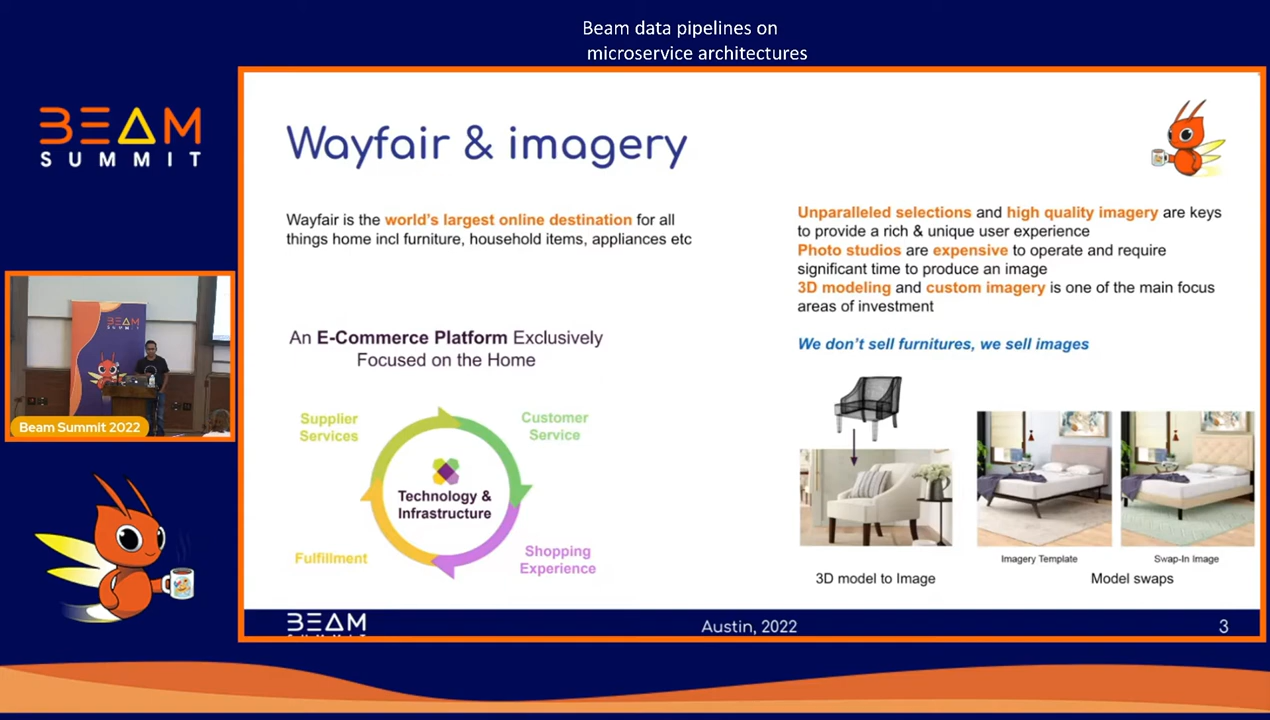 Beam data pipelines on
microservice architectures
BEAM
SUMMIT
Wayfair & imagery
Wayfair is the world's largest online destination for all
things home incl furniture, household items, appliances etc
An E-Commerce Platform Exclusively
Focused on the Home
Supplier
Services
Customer
Service
Technology &
Infrastructure
Fulfillment
Shopping
Experience
Unparalleled selections and high quality imagery are keys
to provide a rich & unique user experience
Photo studios are expensive to operate and require
significant time to produce an image
3D modeling and custom imagery is one of the main focus
areas of investment
We don't sell furnitures, we sell images
Imagery Template
Swap-In Image
3D model to Image
Model swaps
BEAM
SUMMIT
Beam Summit 2022
BEAM
Austin, 2022
3